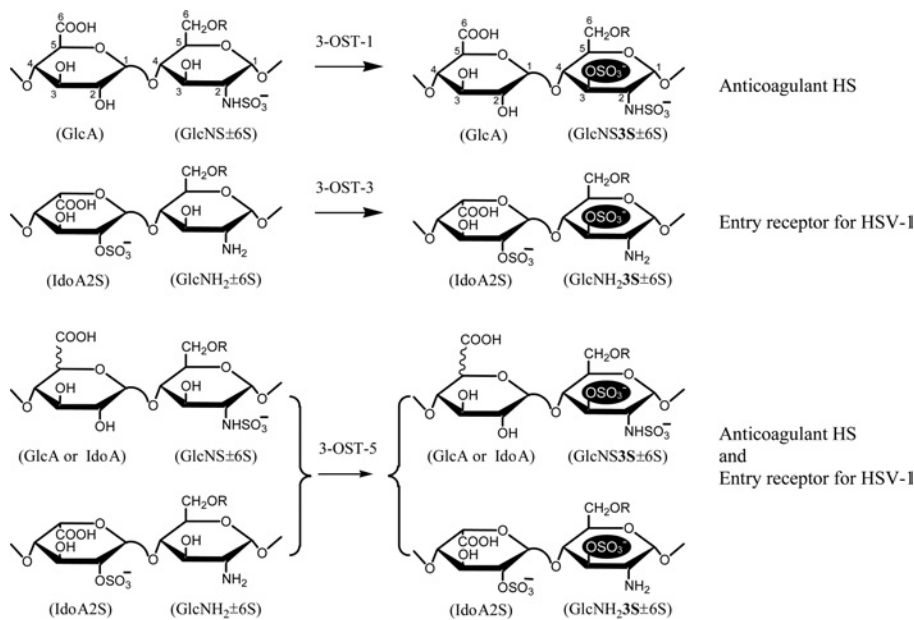 6 COOH 6 CH₂OR
5 O 5 O
4 OH 1 4 OH 1
O 3 2 O 3 2 O
OH NHSO₃⁻
(GlcA) (GlcNS±6S)
3-OST-1
6 COOH 6 CH₂OR
5 O 5 O
4 OH 1 4 OSO₃⁻ 1
O 3 2 O 3 2 O
OH NHSO₃⁻
(GlcA) (GlcNS3S±6S)
Anticoagulant HS
CH₂OR
O O
COOH
OH OH
O O O
OSO₃⁻ NH₂
(IdoA2S) (GlcNH₂±6S)
3-OST-3
CH₂OR
O O
COOH OSO₃⁻
OH
O O O
OSO₃⁻ NH₂
(IdoA2S) (GlcNH₂3S±6S)
Entry receptor for HSV-1
COOH CH₂OR
O O
OH OH
O O O
OH NHSO₃⁻
(GlcA or IdoA) (GlcNS±6S)
CH₂OR
O O
COOH
OH OH
O O O
OSO₃⁻ NH₂
(IdoA2S) (GlcNH₂±6S)
3-OST-5
COOH CH₂OR
O O
OH OSO₃⁻
O O O
OH NHSO₃⁻
(GlcA or IdoA) (GlcNS3S±6S)
CH₂OR
O O
COOH OSO₃⁻
OH
O O O
OSO₃⁻ NH₂
(IdoA2S) (GlcNH₂3S±6S)
Anticoagulant HS
and
Entry receptor for HSV-1